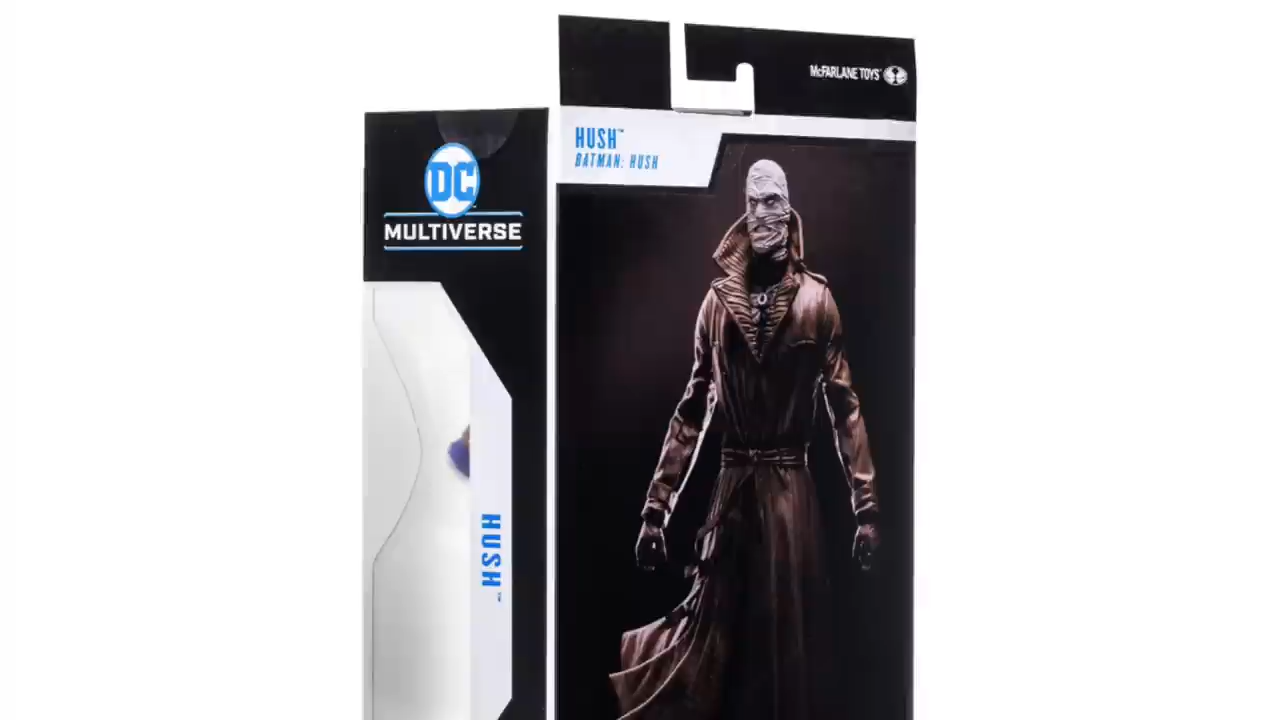 McFARLANE TOYS
HUSH™
BATMAN: HUSH
DC
MULTIVERSE
HUSH™